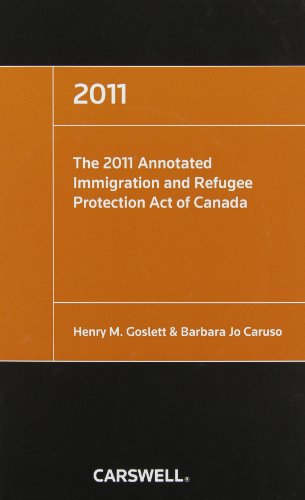 2011
The 2011 Annotated
Immigration and Refugee
Protection Act of Canada
Henry M. Goslett & Barbara Jo Caruso
CARSWELL®